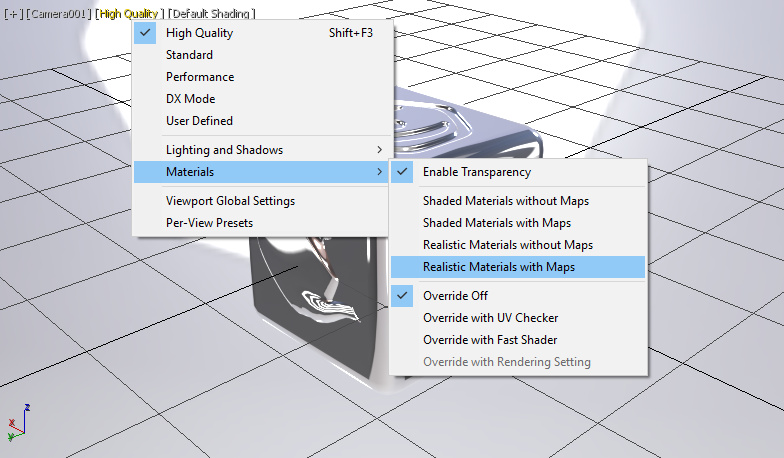 [+] [Camera001] [High Quality] [Default Shading]
High Quality Shift+F3
Standard
Performance
DX Mode
User Defined
Lighting and Shadows
Materials
Viewport Global Settings
Per-View Presets
Enable Transparency
Shaded Materials without Maps
Shaded Materials with Maps
Realistic Materials without Maps
Realistic Materials with Maps
Override Off
Override with UV Checker
Override with Fast Shader
Override with Rendering Setting
z
x
y